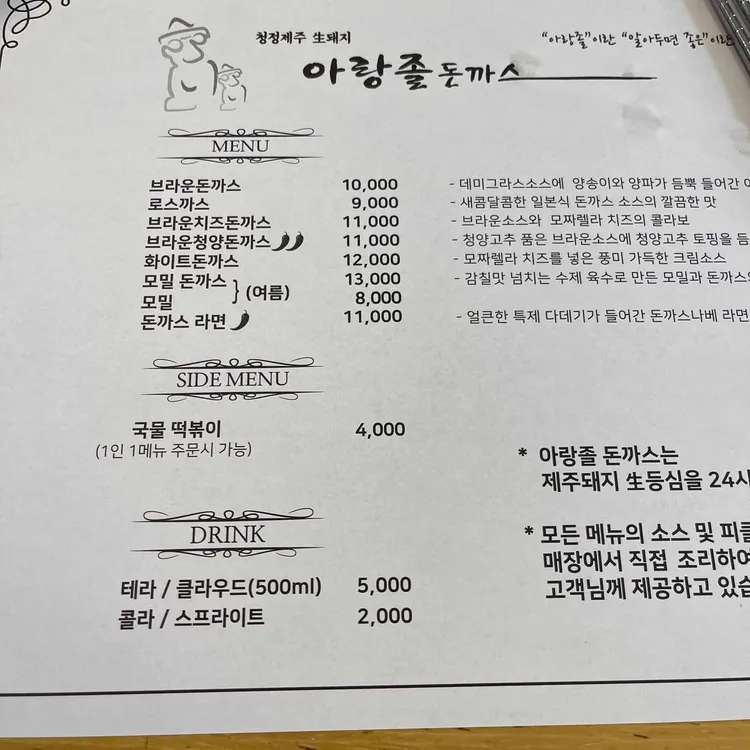 청정제주 生돼지
"아랑졸"이란 "알아두면 좋은"이란
아랑졸돈까스
MENU
브라운돈까스 10,000 - 데미그라스소스에 양송이와 양파가 듬뿍 들어간
로스까스 9,000 - 새콤달콤한 일본식 돈까스 소스의 깔끔한 맛
브라운치즈돈까스 11,000 - 브라운소스와 모짜렐라 치즈의 콜라보
브라운청양돈까스 11,000 - 청양고추 품은 브라운소스에 청양고추 토핑을 듬
화이트돈까스 12,000 - 모짜렐라 치즈를 넣은 풍미 가득한 크림소스
모밀 돈까스 13,000 - 감칠맛 넘치는 수제 육수로 만든 모밀과 돈까스의
} (여름)
모밀 8,000
돈까스 라면 11,000 - 얼큰한 특제 다데기가 들어간 돈까스나베 라면
SIDE MENU
국물 떡볶이 4,000
(1인 1메뉴 주문시 가능)
* 아랑졸 돈까스는
제주돼지 生등심을 24시
DRINK
* 모든 메뉴의 소스 및 피클
매장에서 직접 조리하여
고객님께 제공하고 있습
테라 / 클라우드(500ml) 5,000
콜라 / 스프라이트 2,000